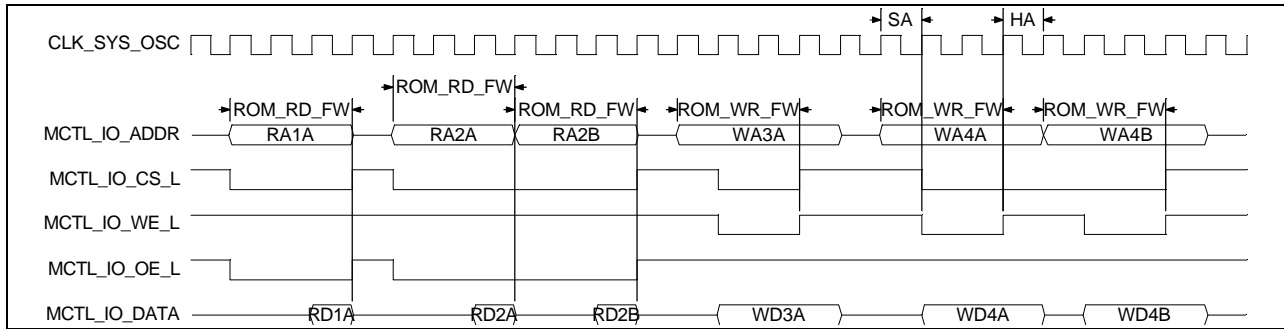 SA HA
CLK_SYS_OSC
ROM_RD_FW
ROM_RD_FW ROM_RD_FW ROM_WR_FW ROM_WR_FW ROM_WR_FW
MCTL_IO_ADDR RA1A RA2A RA2B WA3A WA4A WA4B
MCTL_IO_CS_L
MCTL_IO_WE_L
MCTL_IO_OE_L
MCTL_IO_DATA RD1A RD2A RD2B WD3A WD4A WD4B